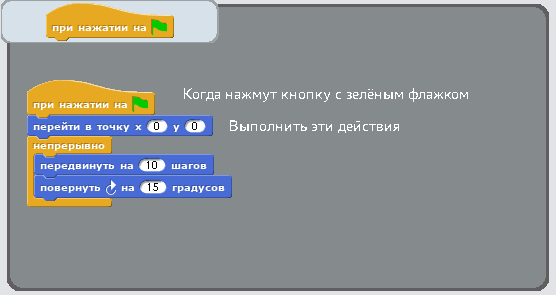 при нажатии на
при нажатии на
Когда нажмут кнопку с зелёным флажком
перейти в точку x 0 y 0
Выполнить эти действия
непрерывно
передвинуть на 10 шагов
повернуть на 15 градусов